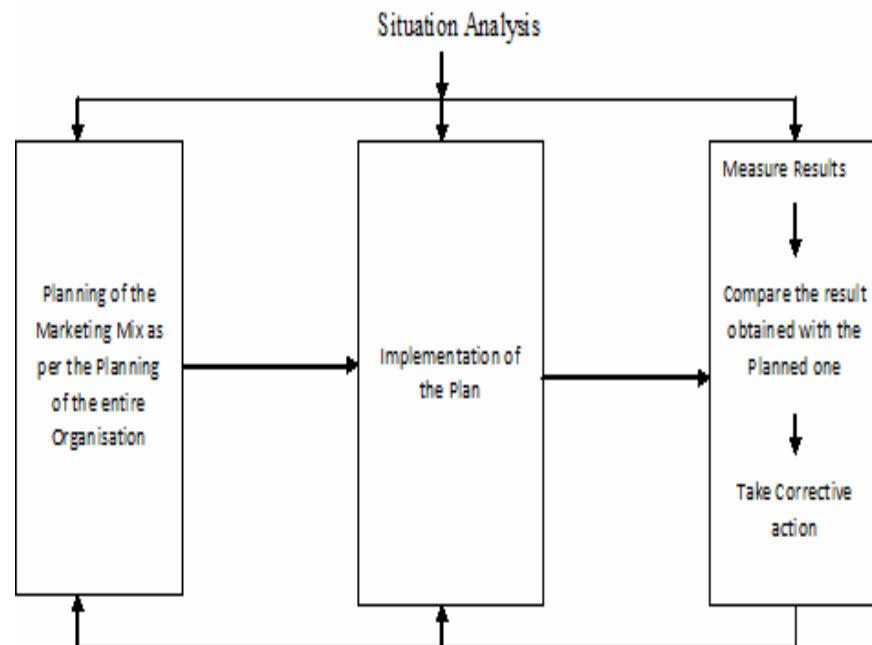 Situation Analysis
Planning of the
Marketing Mix as
per the Planning
of the entire
Organisation
Implementation of
the Plan
Measure Results
Compare the result
obtained with the
Planned one
Take Corrective
action